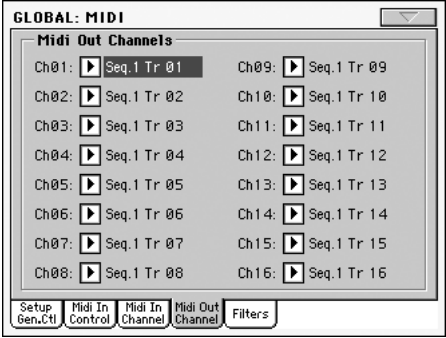 GLOBAL: MIDI
Midi Out Channels
Ch01: Seq.1 Tr 01
Ch02: Seq.1 Tr 02
Ch03: Seq.1 Tr 03
Ch04: Seq.1 Tr 04
Ch05: Seq.1 Tr 05
Ch06: Seq.1 Tr 06
Ch07: Seq.1 Tr 07
Ch08: Seq.1 Tr 08
Ch09: Seq.1 Tr 09
Ch10: Seq.1 Tr 10
Ch11: Seq.1 Tr 11
Ch12: Seq.1 Tr 12
Ch13: Seq.1 Tr 13
Ch14: Seq.1 Tr 14
Ch15: Seq.1 Tr 15
Ch16: Seq.1 Tr 16
Setup
Gen.Ctl
Midi In
Control
Midi In
Channel
Midi Out
Channel
Filters